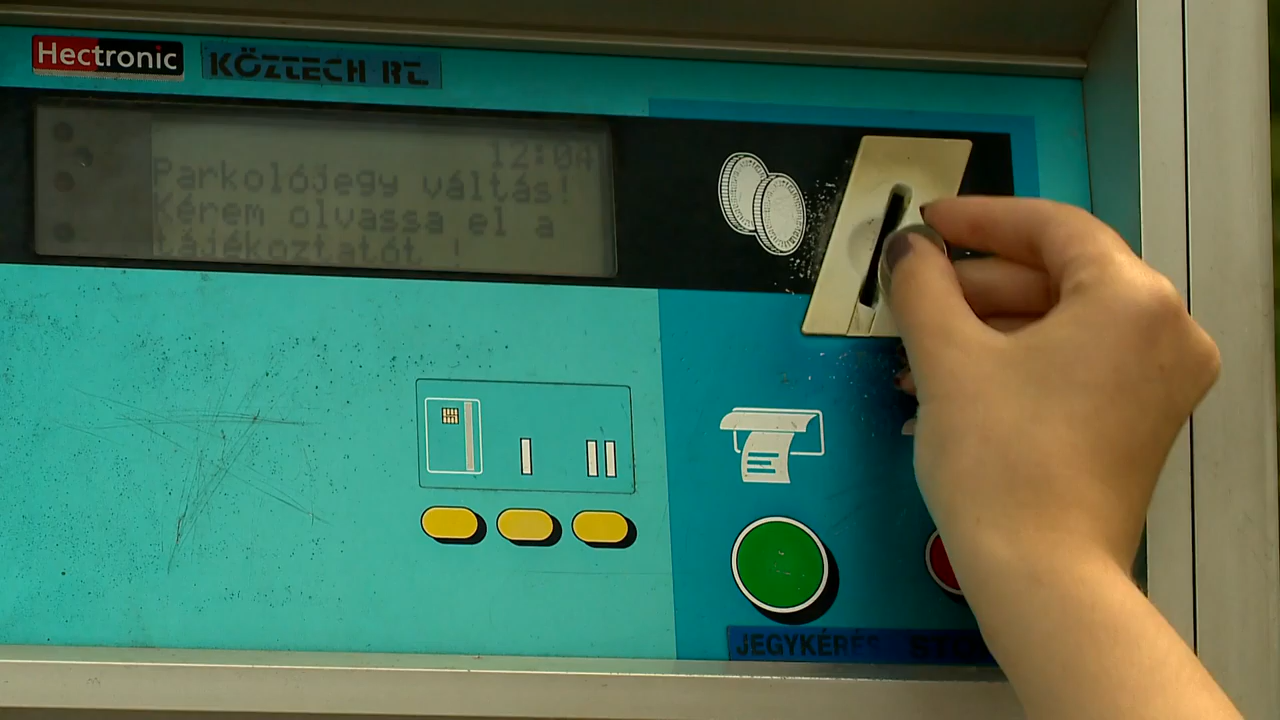 Hectronic
KÖZTECH RT.
12:04
Parkolójegy váltás!
Kérem olvassa el a
tájékoztatót !
JEGYKÉRÉS